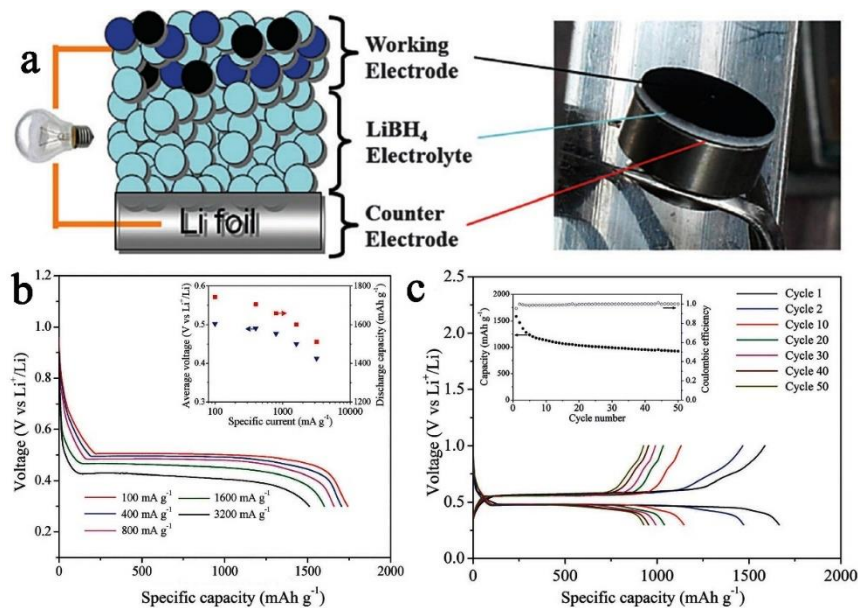 a
Working
Electrode
LiBH₄
Electrolyte
Li foil
Counter
Electrode
b
Voltage (V vs Li⁺/Li)
1.2
1.0
0.8
0.6
0.4
0.3
0
500
1000
1500
2000
Specific capacity (mAh g⁻¹)
100 mA g⁻¹
400 mA g⁻¹
800 mA g⁻¹
1600 mA g⁻¹
3200 mA g⁻¹
Average voltage (V vs Li⁺/Li)
0.6
0.5
0.4
0.3
100
1000
10000
Specific current (mA g⁻¹)
1800
1700
1600
1500
1400
1300
1200
Discharge capacity (mAh g⁻¹)
c
Voltage (V vs Li⁺/Li)
2.5
2.0
1.5
1.0
0.5
0.0
0
500
1000
1500
2000
Specific capacity (mAh g⁻¹)
Cycle 1
Cycle 2
Cycle 10
Cycle 20
Cycle 30
Cycle 40
Cycle 50
Capacity (mAh g⁻¹)
2000
1500
1000
500
0
0
10
20
30
40
50
Cycle number
1.0
0.8
0.6
0.4
0.2
0.0
Coulombic efficiency